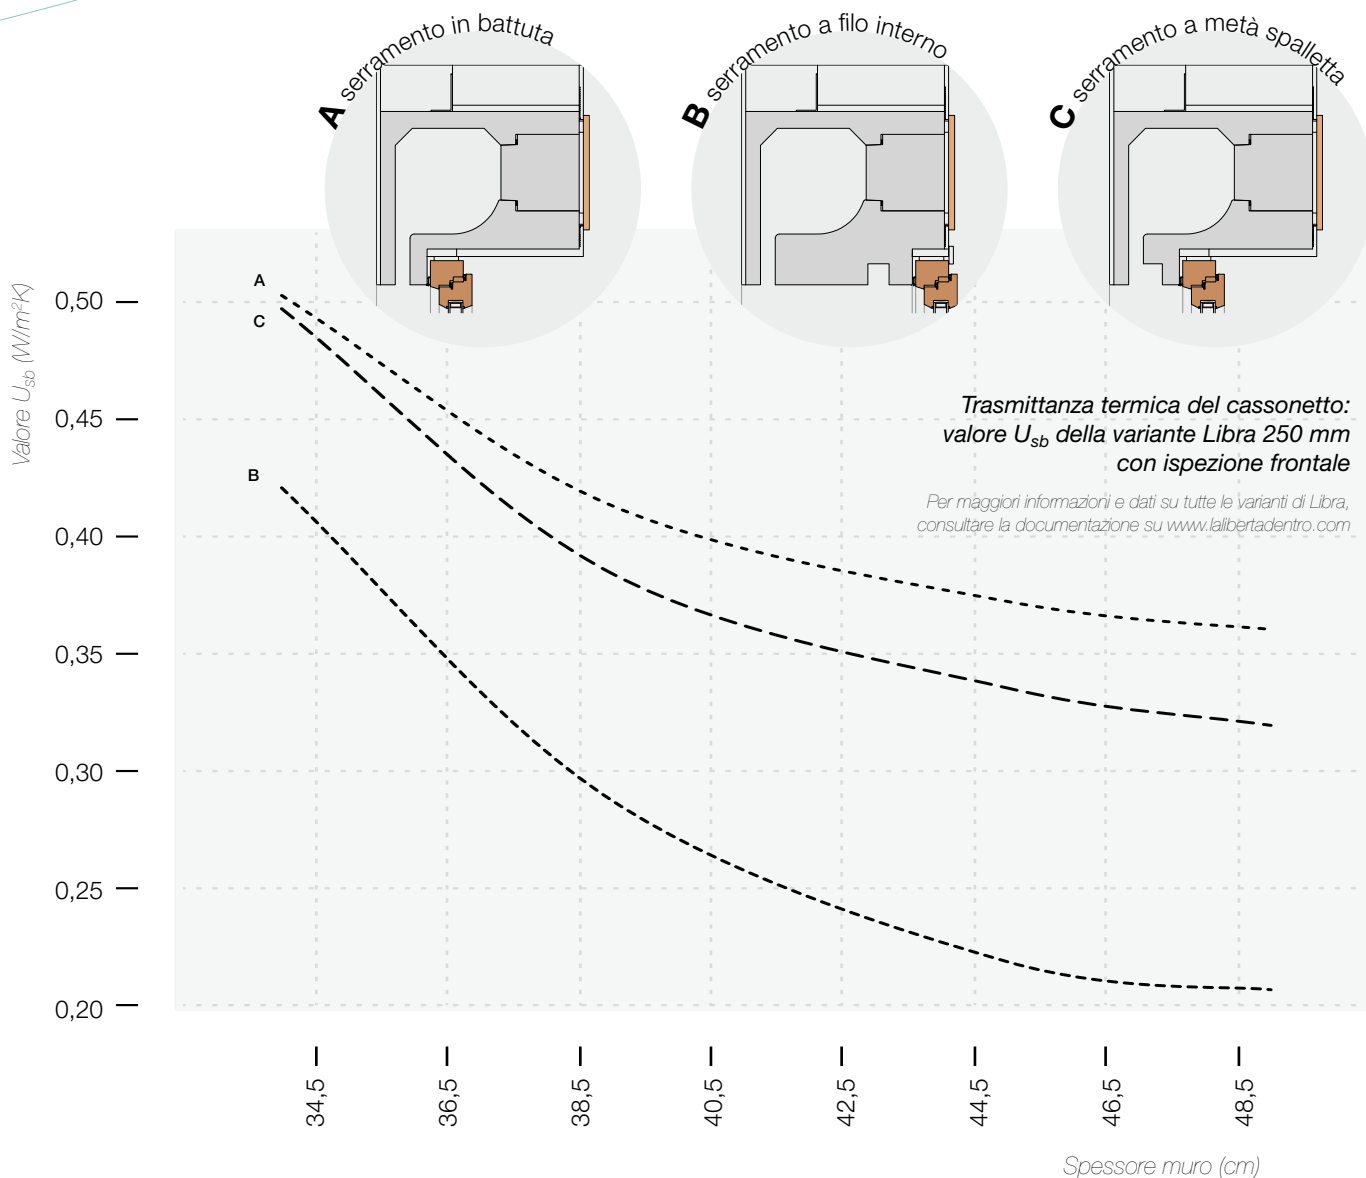 A serramento in battuta
B serramento a filo interno
C serramento a metà spalletta
Valore Usb (W/m²K)
A
C
B
0,50
0,45
0,40
0,35
0,30
0,25
0,20
Trasmittanza termica del cassonetto:
valore Usb della variante Libra 250 mm
con ispezione frontale
Per maggiori informazioni e dati su tutte le varianti di Libra,
consultare la documentazione su www.lalibertadentro.com
34,5
36,5
38,5
40,5
42,5
44,5
46,5
48,5
Spessore muro (cm)